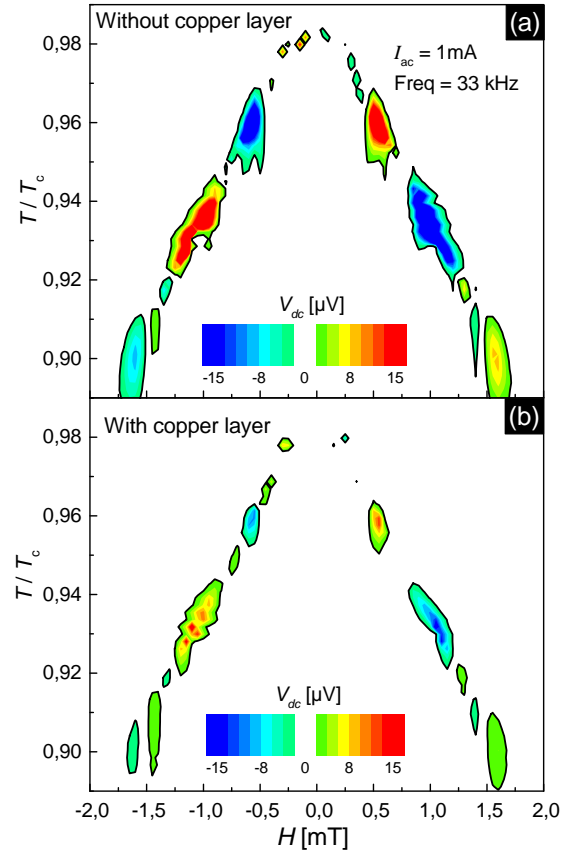 Without copper layer
(a)
I_ac = 1mA
Freq = 33 kHz
0,98
0,96
0,94
0,92
0,90
T / T_c
V_dc [µV]
-15 -8 0 8 15
With copper layer
(b)
0,98
0,96
0,94
0,92
0,90
T / T_c
V_dc [µV]
-15 -8 0 8 15
-2,0 -1,5 -1,0 -0,5 0,0 0,5 1,0 1,5 2,0
H [mT]